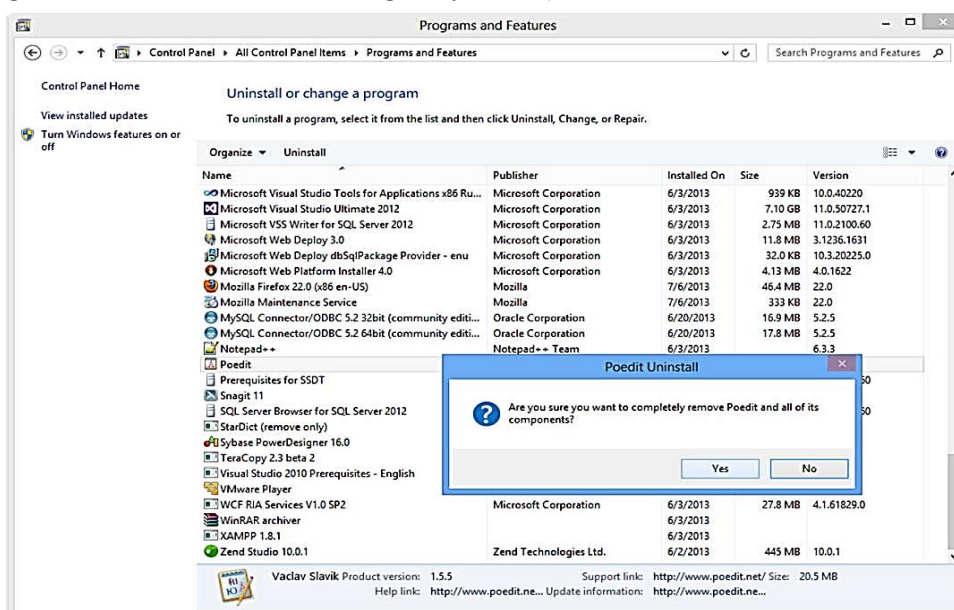 Programs and Features
Control Panel ▸ All Control Panel Items ▸ Programs and Features
Search Programs and Features
Control Panel Home
View installed updates
Turn Windows features on or
off
Uninstall or change a program
To uninstall a program, select it from the list and then click Uninstall, Change, or Repair.
Organize Uninstall
Name Publisher Installed On Size Version
Microsoft Visual Studio Tools for Applications x86 Ru... Microsoft Corporation 6/3/2013 939 KB 10.0.40220
Microsoft Visual Studio Ultimate 2012 Microsoft Corporation 6/3/2013 7.10 GB 11.0.50727.1
Microsoft VSS Writer for SQL Server 2012 Microsoft Corporation 6/3/2013 2.75 MB 11.0.2100.60
Microsoft Web Deploy 3.0 Microsoft Corporation 6/3/2013 11.8 MB 3.1236.1631
Microsoft Web Deploy dbSqlPackage Provider - enu Microsoft Corporation 6/3/2013 32.0 KB 10.3.20225.0
Microsoft Web Platform Installer 4.0 Microsoft Corporation 6/3/2013 4.13 MB 4.0.1622
Mozilla Firefox 22.0 (x86 en-US) Mozilla 7/6/2013 46.4 MB 22.0
Mozilla Maintenance Service Mozilla 7/6/2013 333 KB 22.0
MySQL Connector/ODBC 5.2 32bit (community editi... Oracle Corporation 6/20/2013 16.9 MB 5.2.5
MySQL Connector/ODBC 5.2 64bit (community editi... Oracle Corporation 6/20/2013 17.8 MB 5.2.5
Notepad++ Notepad++ Team 6/3/2013 6.3.3
Poedit
Prerequisites for SSDT 60
Snagit 11
SQL Server Browser for SQL Server 2012 60
StarDict (remove only)
Sybase PowerDesigner 16.0
TeraCopy 2.3 beta 2
Visual Studio 2010 Prerequisites - English
VMware Player
WCF RIA Services V1.0 SP2 Microsoft Corporation 6/3/2013 27.8 MB 4.1.61829.0
WinRAR archiver 6/3/2013
XAMPP 1.8.1 6/3/2013
Zend Studio 10.0.1 Zend Technologies Ltd. 6/2/2013 445 MB 10.0.1
Poedit Uninstall
Are you sure you want to completely remove Poedit and all of its
components?
Yes No
Vaclav Slavik Product version: 1.5.5 Support link: http://www.poedit.net/ Size: 20.5 MB
Help link: http://www.poedit.ne... Update information: http://www.poedit.ne...